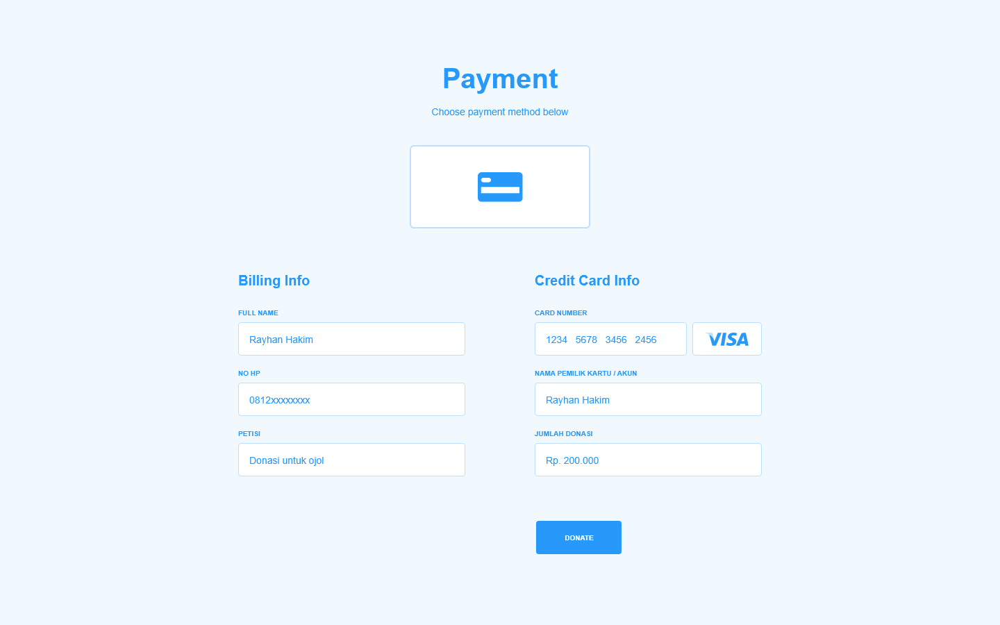 Payment
Choose payment method below
Billing Info
FULL NAME
Rayhan Hakim
NO HP
0812xxxxxxxx
PETISI
Donasi untuk ojol
Credit Card Info
CARD NUMBER
1234 5678 3456 2456
VISA
NAMA PEMILIK KARTU / AKUN
Rayhan Hakim
JUMLAH DONASI
Rp. 200.000
DONATE